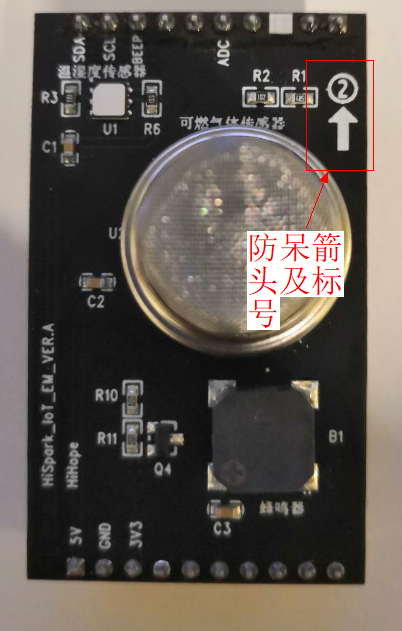 SDA
SCL
BEEP
ADC
温湿度传感器
R3
U1
R6
R2
R1
②
C1
可燃气体传感器
防呆箭
头及标
号
C2
HiSpark_IoT_EM_VER.A
HiHope
R10
R11
Q4
B1
C3
蜂鸣器
5V
GND
3V3